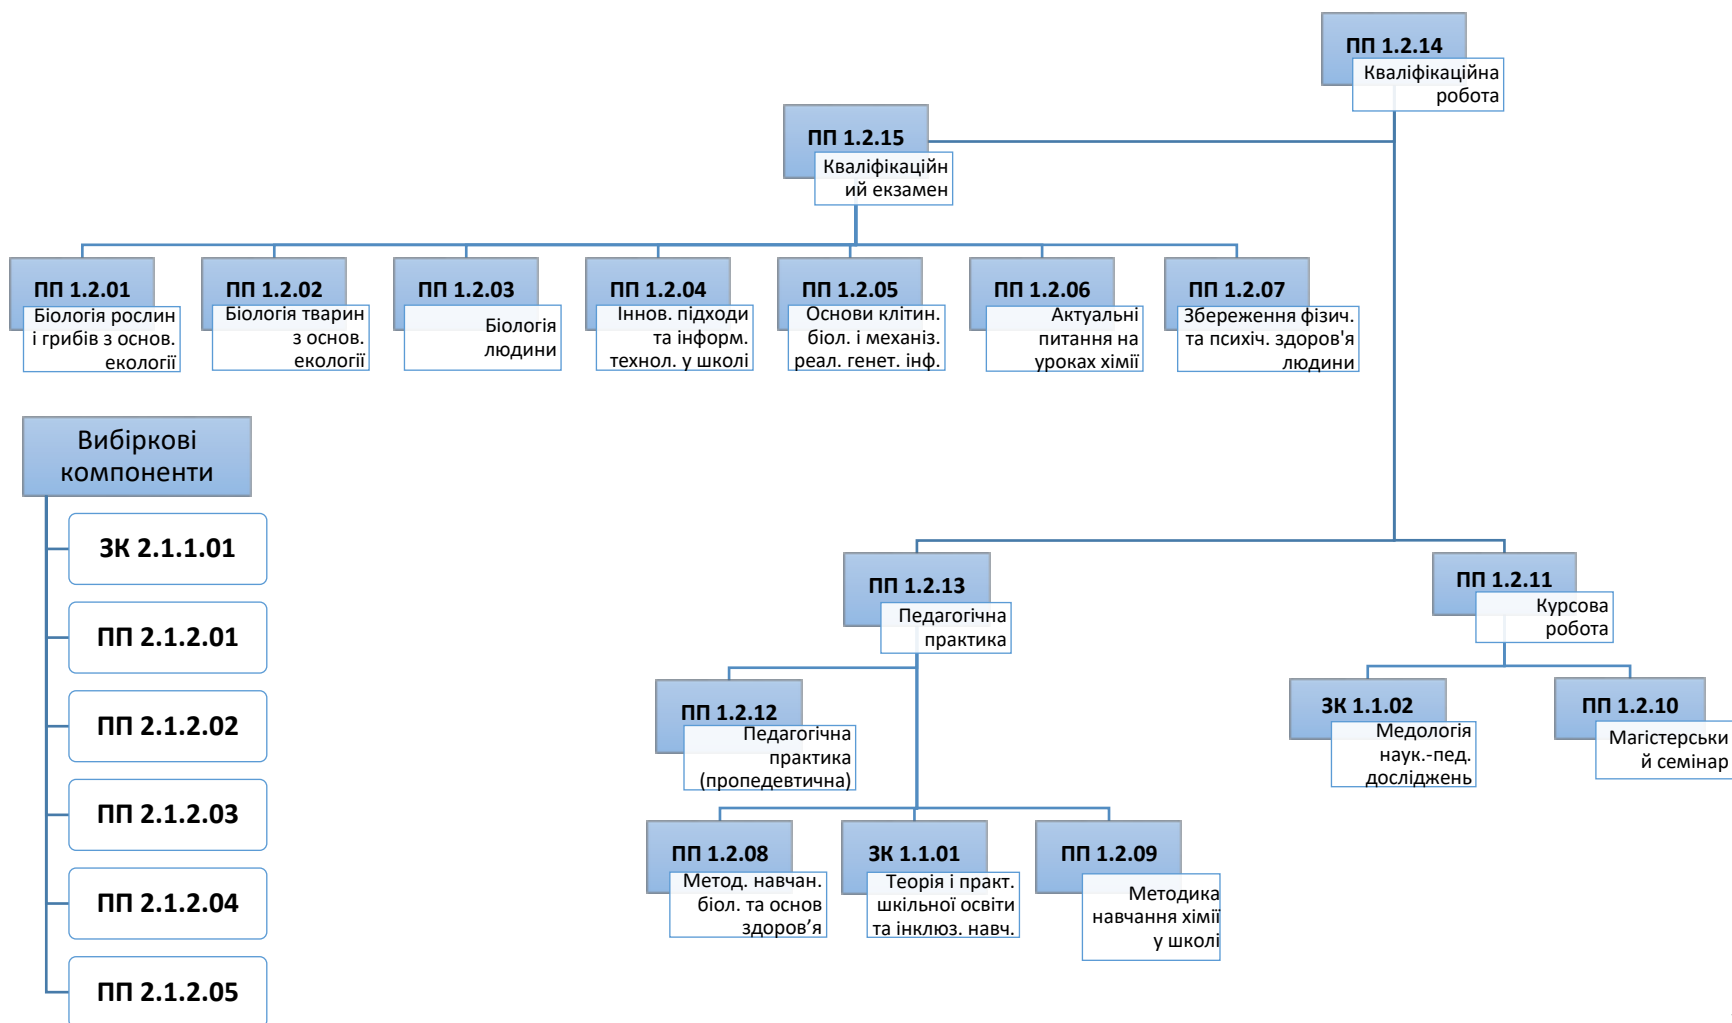 ПП 1.2.14
Кваліфікаційна
робота
ПП 1.2.15
Кваліфікаційн
ий екзамен
ПП 1.2.01
Біологія рослин
і грибів з основ.
екології
ПП 1.2.02
Біологія тварин
з основ.
екології
ПП 1.2.03
Біологія
людини
ПП 1.2.04
Іннов. підходи
та інформ.
технол. у школі
ПП 1.2.05
Основи клітин.
біол. і механіз.
реал. генет. інф.
ПП 1.2.06
Актуальні
питання на
уроках хімії
ПП 1.2.07
Збереження фізич.
та психіч. здоров'я
людини
Вибіркові
компоненти
ЗК 2.1.1.01
ПП 2.1.2.01
ПП 2.1.2.02
ПП 2.1.2.03
ПП 2.1.2.04
ПП 2.1.2.05
ПП 1.2.13
Педагогічна
практика
ПП 1.2.11
Курсова
робота
ПП 1.2.12
Педагогічна
практика
(пропедевтична)
ЗК 1.1.02
Медологія
наук.-пед.
досліджень
ПП 1.2.10
Магістерськи
й семінар
ПП 1.2.08
Метод. навчан.
біол. та основ
здоров’я
ЗК 1.1.01
Теорія і практ.
шкільної освіти
та інклюз. навч.
ПП 1.2.09
Методика
навчання хімії
у школі